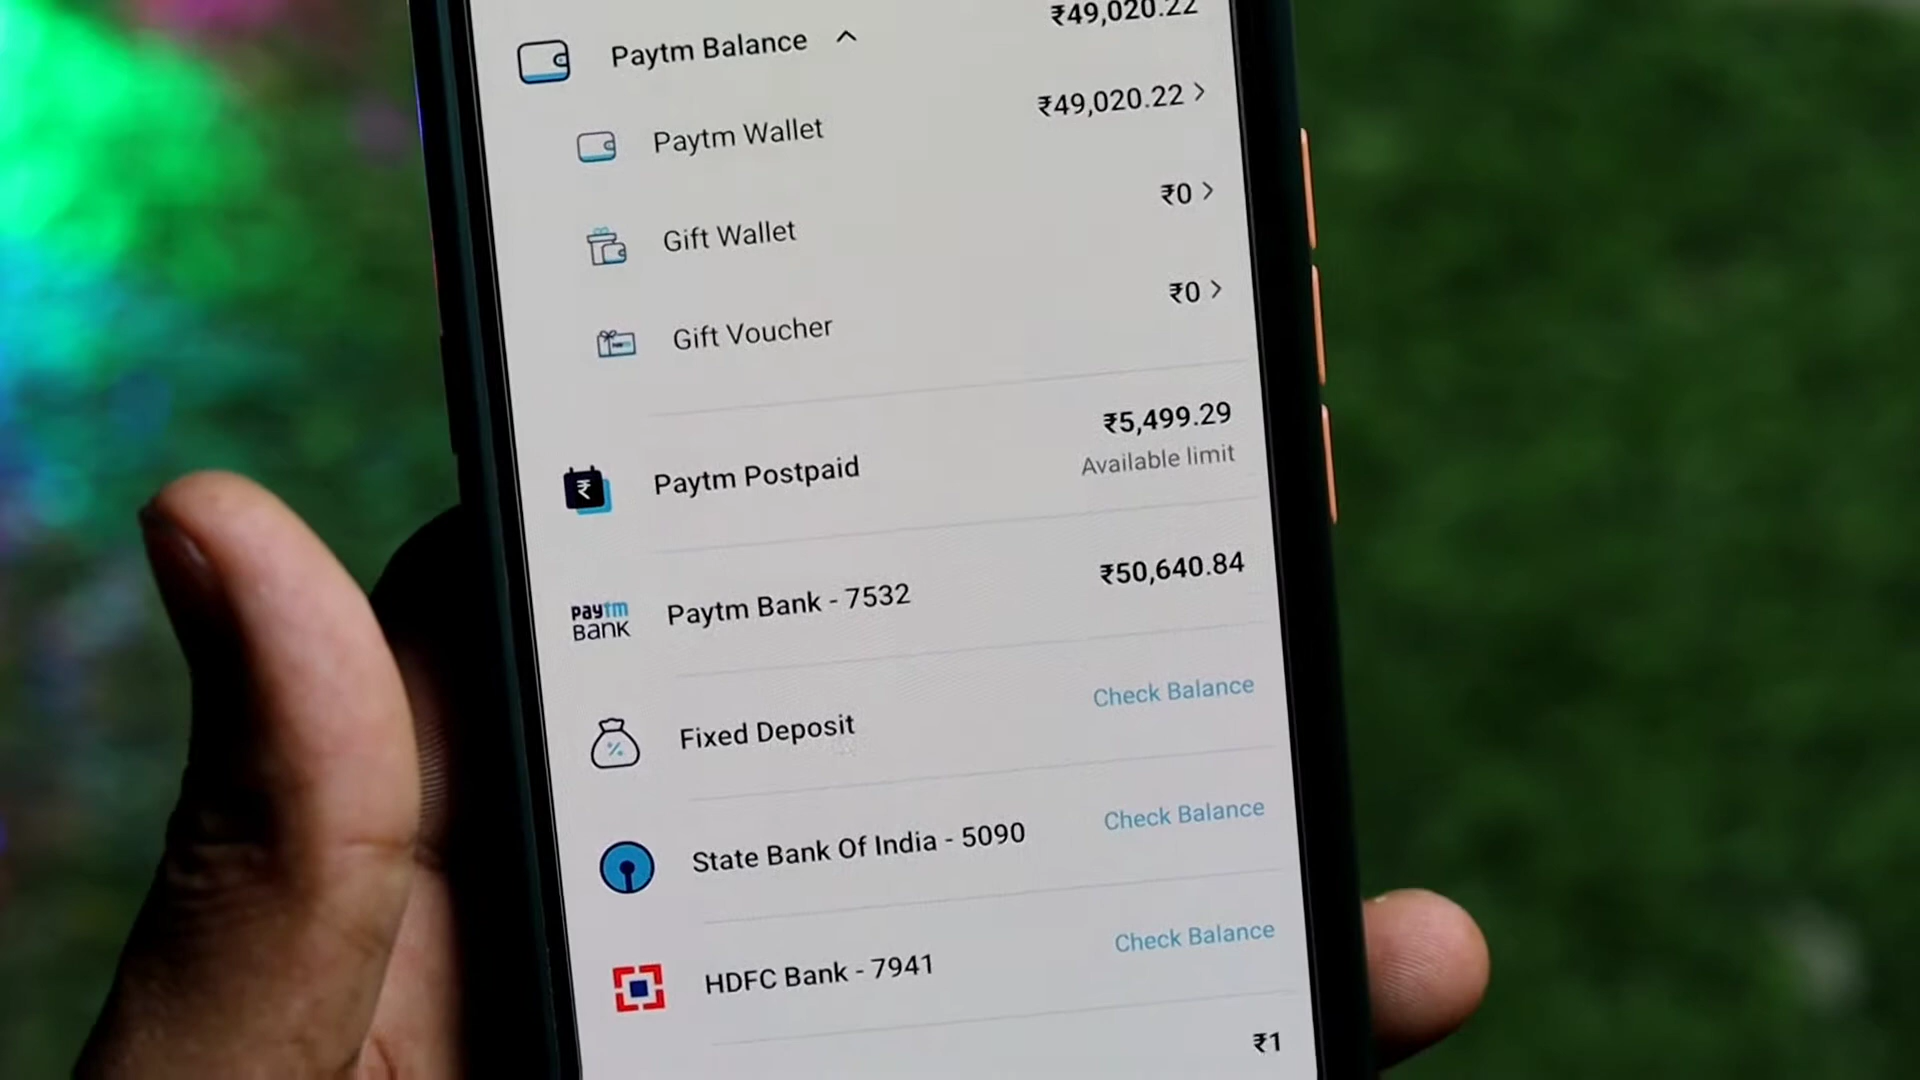 Paytm Balance ₹49,020.22
Paytm Wallet ₹49,020.22
Gift Wallet ₹0
Gift Voucher ₹0
Paytm Postpaid ₹5,499.29
Available limit
paytm
BANK
Paytm Bank - 7532 ₹50,640.84
Fixed Deposit Check Balance
State Bank Of India - 5090 Check Balance
HDFC Bank - 7941 Check Balance
₹1